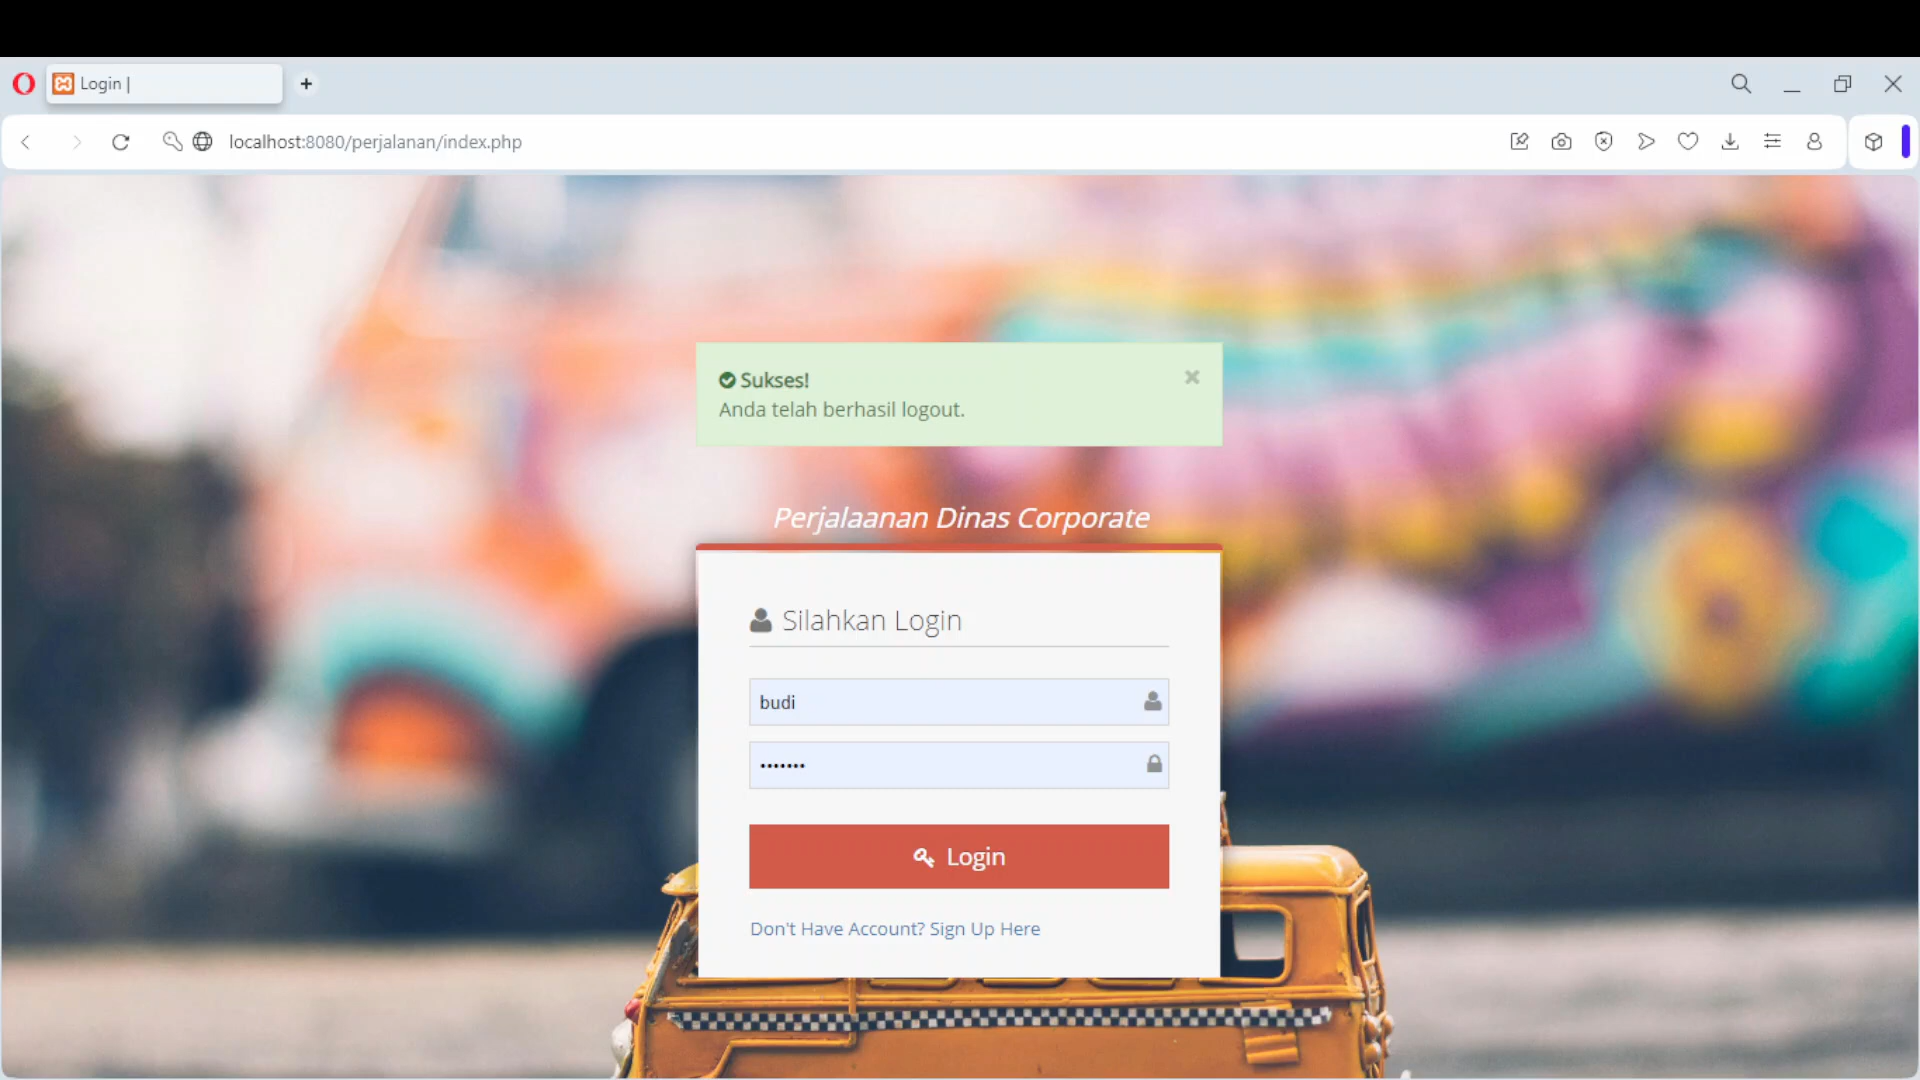 Login |
localhost:8080/perjalanan/index.php
Sukses!
Anda telah berhasil logout.
Perjalaanan Dinas Corporate
Silahkan Login
budi
•••••••
Login
Don't Have Account? Sign Up Here